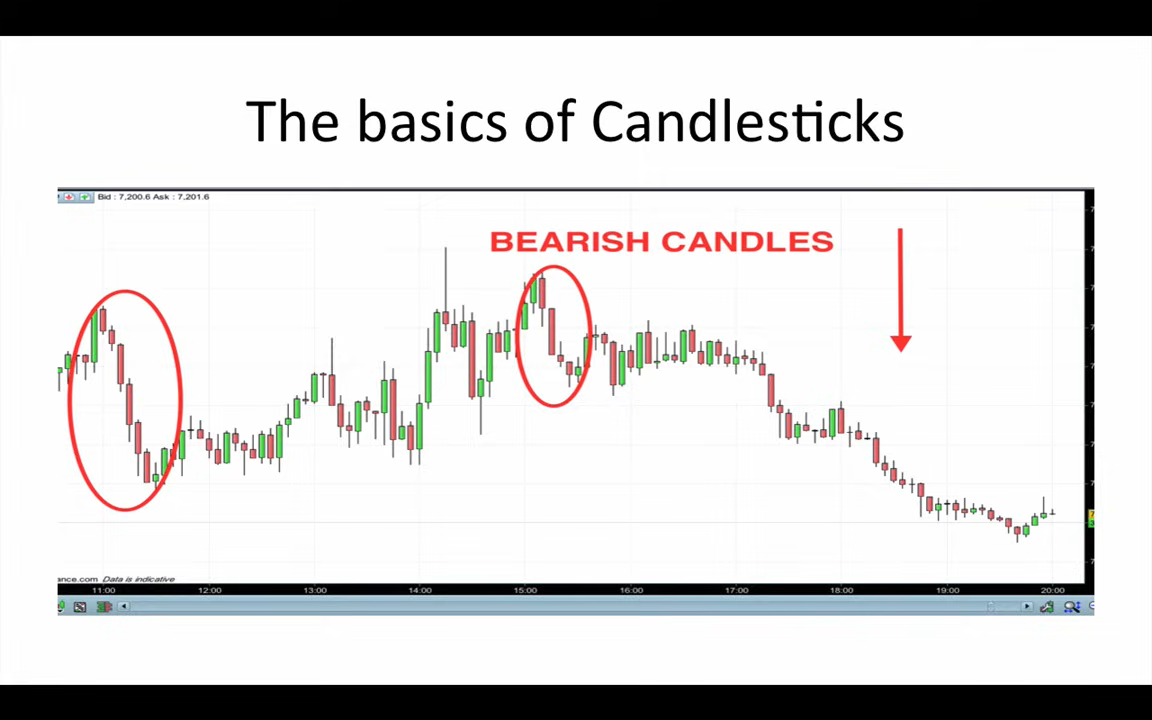 The basics of Candlesticks
Bid : 7,200.6 Ask : 7,201.6
BEARISH CANDLES
ance.com Data is indicative
11:00 12:00 13:00 14:00 15:00 16:00 17:00 18:00 19:00 20:00